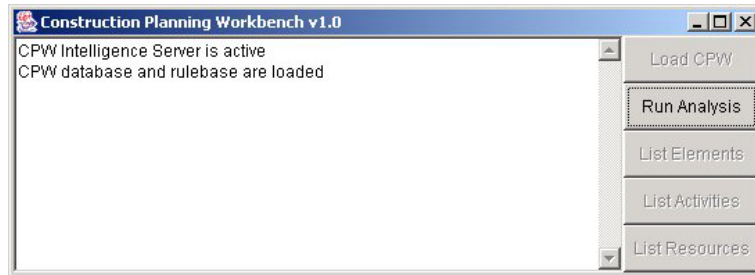 Construction Planning Workbench v1.0
CPW Intelligence Server is active
CPW database and rulebase are loaded
Load CPW
Run Analysis
List Elements
List Activities
List Resources